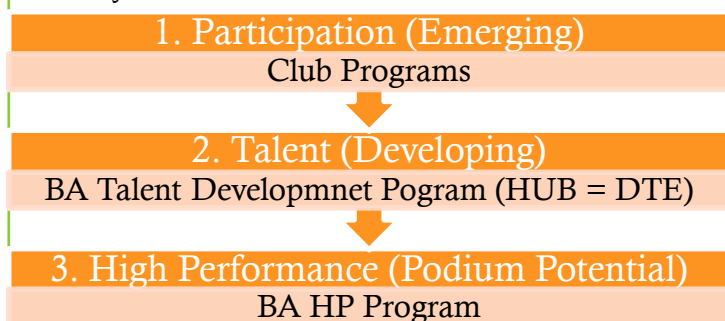 1. Participation (Emerging)
Club Programs
2. Talent (Developing)
BA Talent Developmnet Pogram (HUB = DTE)
3. High Performance (Podium Potential)
BA HP Program